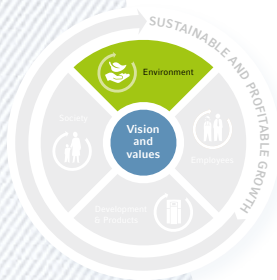 SUSTAINABLE AND PROFITABLE GROWTH
Environment
Society
Vision
and
values
Employees
Development
& Products